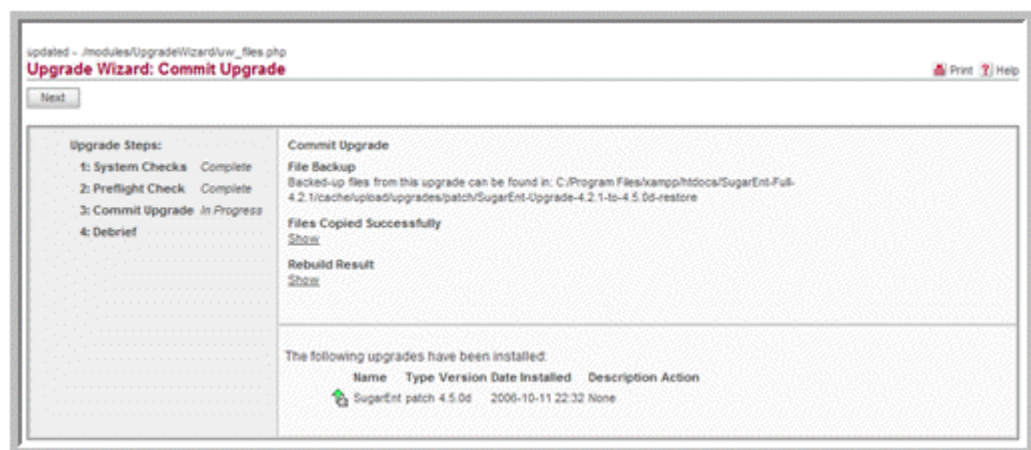 updated - ./modules/UpgradeWizard/uw_files.php
Upgrade Wizard: Commit Upgrade
Print ? Help
Next
Upgrade Steps:
1: System Checks Complete
2: Preflight Check Complete
3: Commit Upgrade In Progress
4: Debrief
Commit Upgrade
File Backup
Backed-up files from this upgrade can be found in: C:/Program Files/xampp/htdocs/SugarEnt-Full-
4.2.1/cache/upload/upgrades/patch/SugarEnt-Upgrade-4.2.1-to-4.5.0d-restore
Files Copied Successfully
Show
Rebuild Result
Show
The following upgrades have been installed:
Name Type Version Date Installed Description Action
SugarEnt patch 4.5.0d 2006-10-11 22:32 None